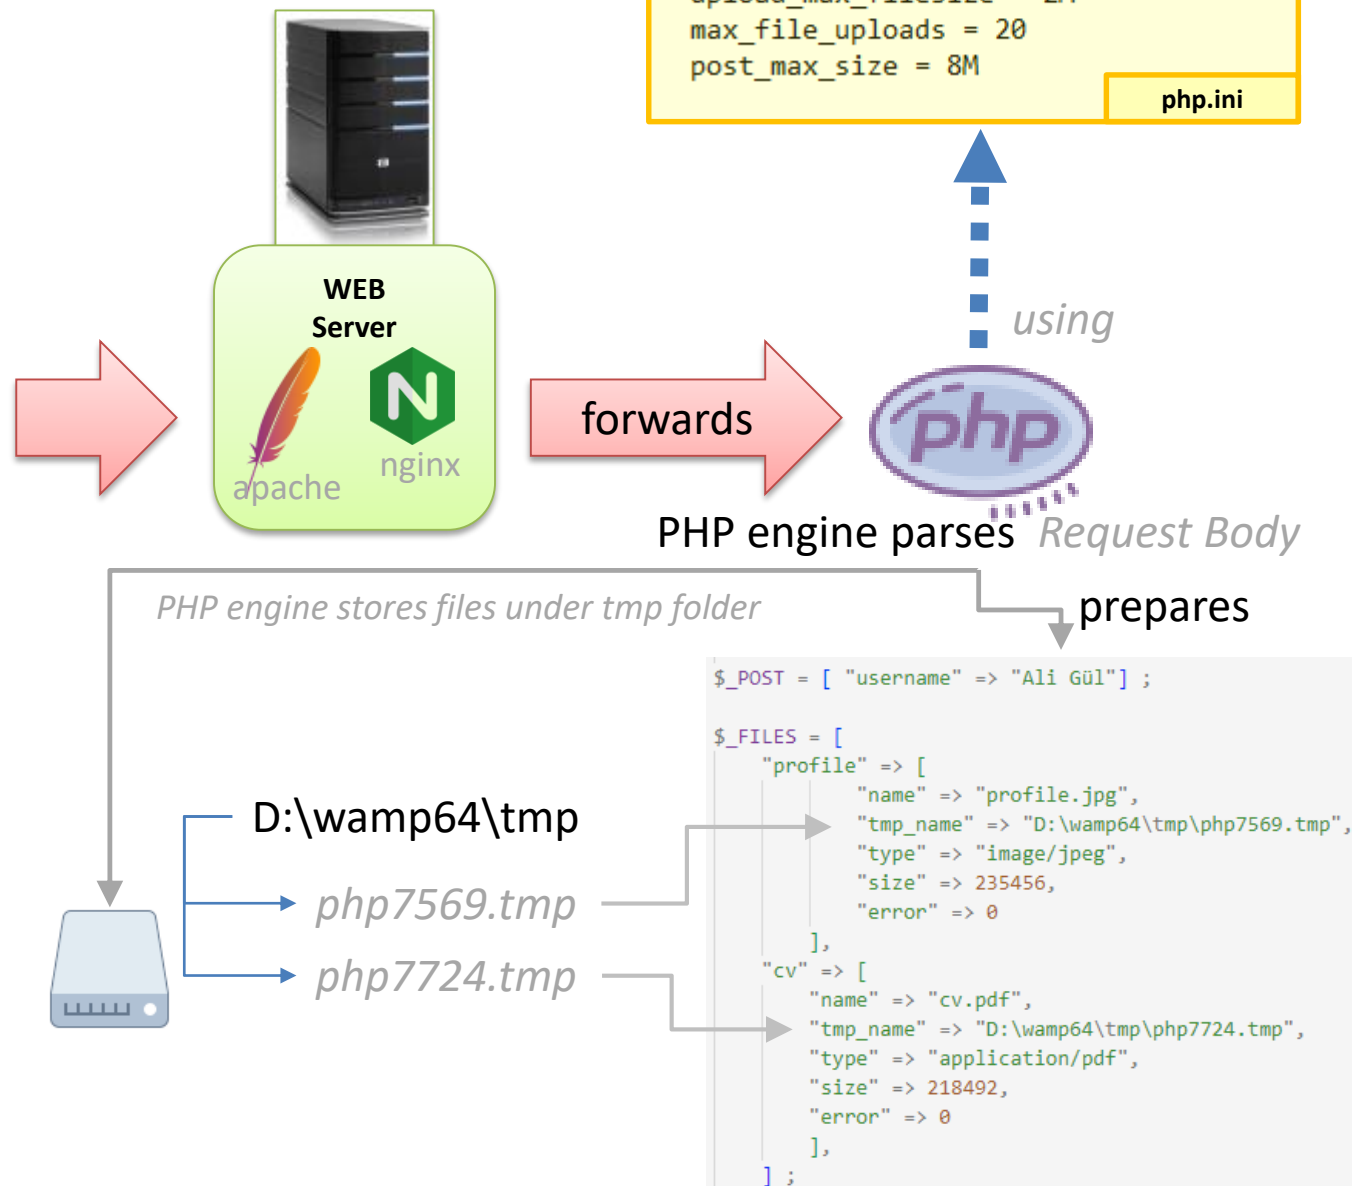 upload_max_filesize = 2M
max_file_uploads = 20
post_max_size = 8M
php.ini
WEB
Server
using
apache
nginx
forwards
php
PHP engine parses Request Body
PHP engine stores files under tmp folder
prepares
$_POST = [ "username" => "Ali Gül"] ;
$_FILES = [
"profile" => [
"name" => "profile.jpg",
"tmp_name" => "D:\wamp64\tmp\php7569.tmp",
"type" => "image/jpeg",
"size" => 235456,
"error" => 0
],
"cv" => [
"name" => "cv.pdf",
"tmp_name" => "D:\wamp64\tmp\php7724.tmp",
"type" => "application/pdf",
"size" => 218492,
"error" => 0
],
] ;
D:\wamp64\tmp
php7569.tmp
php7724.tmp